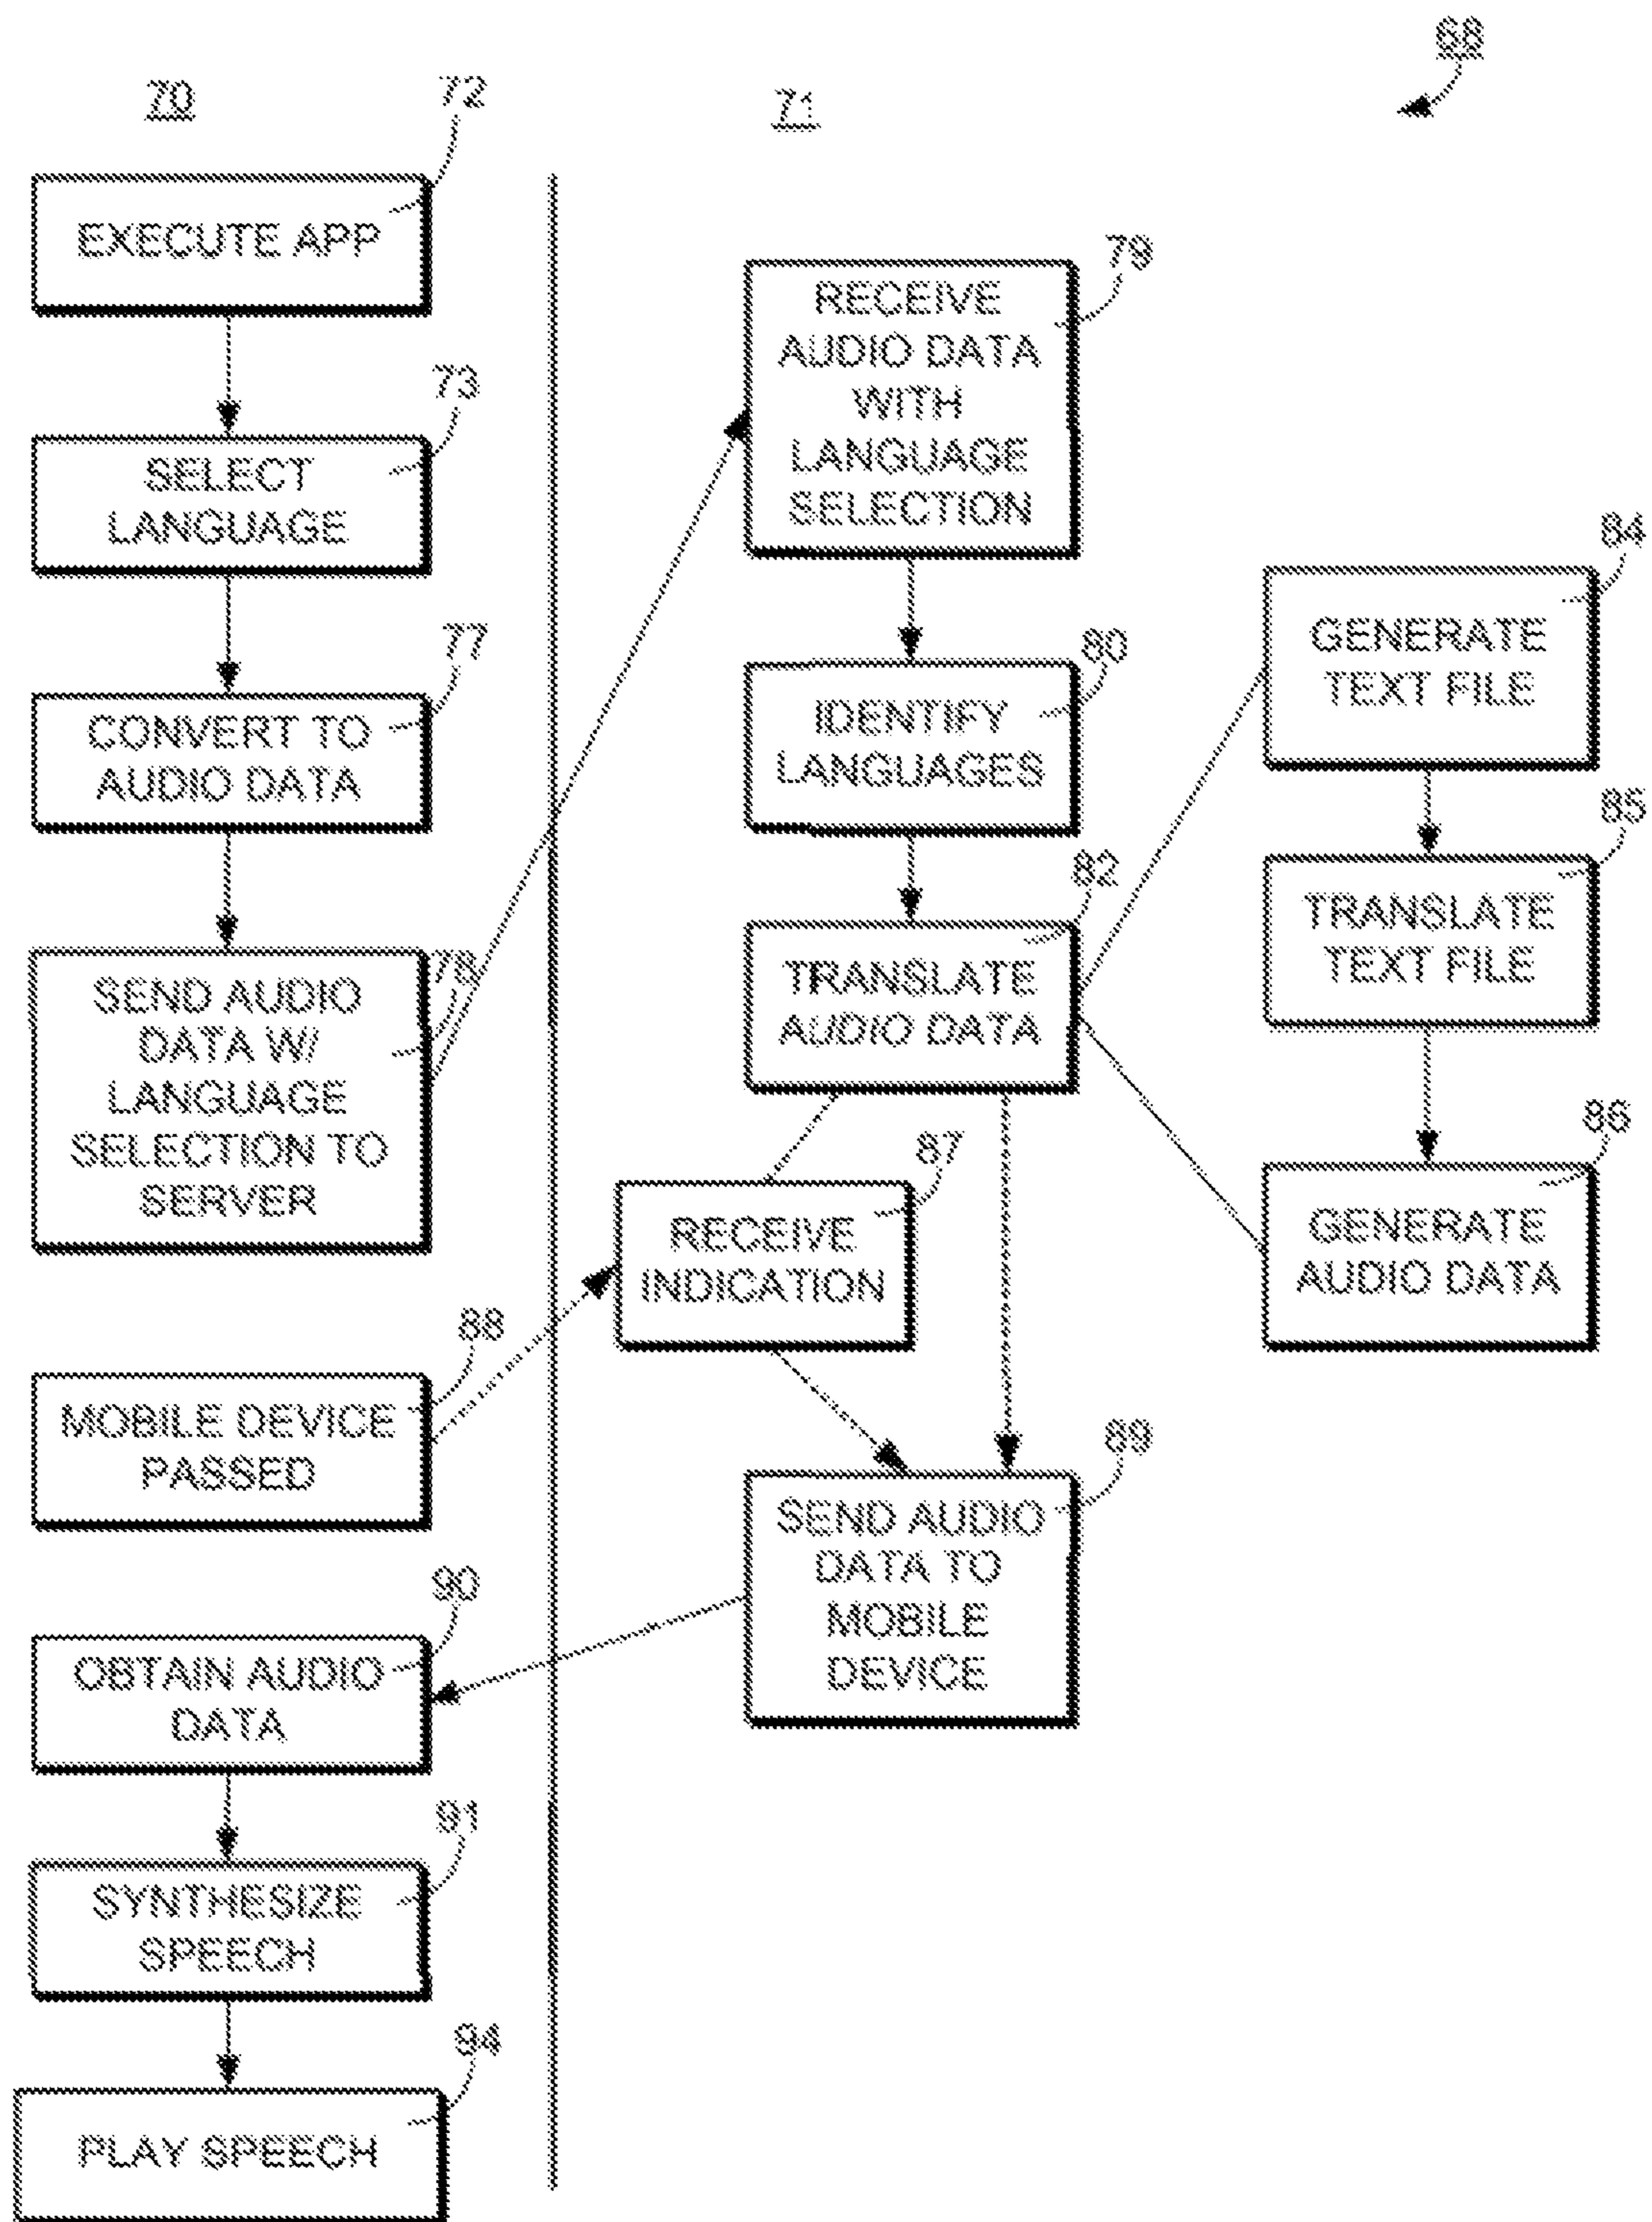 68
70
71
72
EXECUTE APP
73
SELECT
LANGUAGE
77
CONVERT TO
AUDIO DATA
78
SEND AUDIO
DATA W/
LANGUAGE
SELECTION TO
SERVER
88
MOBILE DEVICE
PASSED
90
OBTAIN AUDIO
DATA
91
SYNTHESIZE
SPEECH
94
PLAY SPEECH
79
RECEIVE
AUDIO DATA
WITH
LANGUAGE
SELECTION
80
IDENTIFY
LANGUAGES
82
TRANSLATE
AUDIO DATA
87
RECEIVE
INDICATION
89
SEND AUDIO
DATA TO
MOBILE
DEVICE
84
GENERATE
TEXT FILE
85
TRANSLATE
TEXT FILE
86
GENERATE
AUDIO DATA